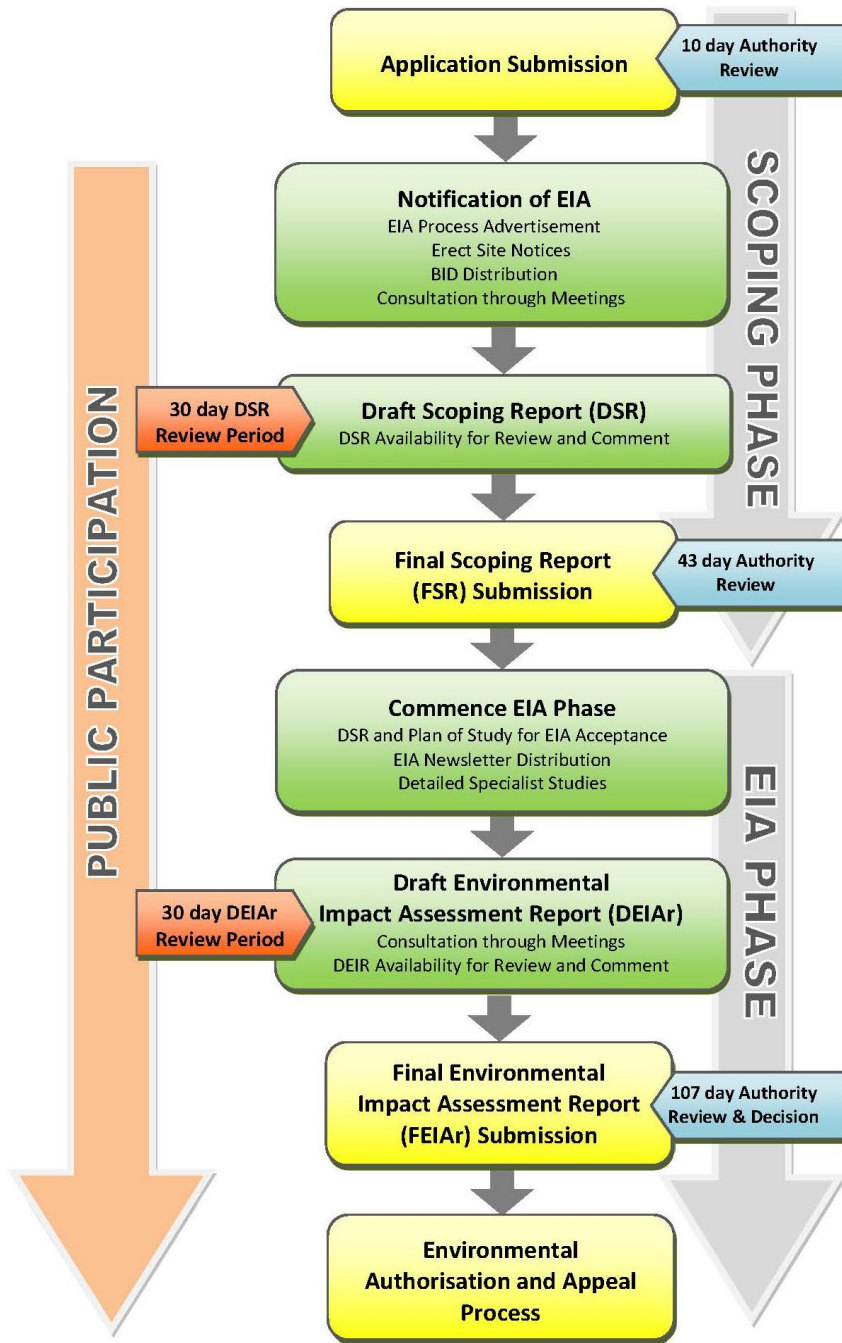 Application Submission
10 day Authority
Review
Notification of EIA
EIA Process Advertisement
Erect Site Notices
BID Distribution
Consultation through Meetings
SCOPING PHASE
30 day DSR
Review Period
Draft Scoping Report (DSR)
DSR Availability for Review and Comment
Final Scoping Report
(FSR) Submission
43 day Authority
Review
PUBLIC PARTICIPATION
Commence EIA Phase
DSR and Plan of Study for EIA Acceptance
EIA Newsletter Distribution
Detailed Specialist Studies
EIA PHASE
30 day DEIAr
Review Period
Draft Environmental
Impact Assessment Report (DEIAr)
Consultation through Meetings
DEIR Availability for Review and Comment
Final Environmental
Impact Assessment Report
(FEIAr) Submission
107 day Authority
Review & Decision
Environmental
Authorisation and Appeal
Process